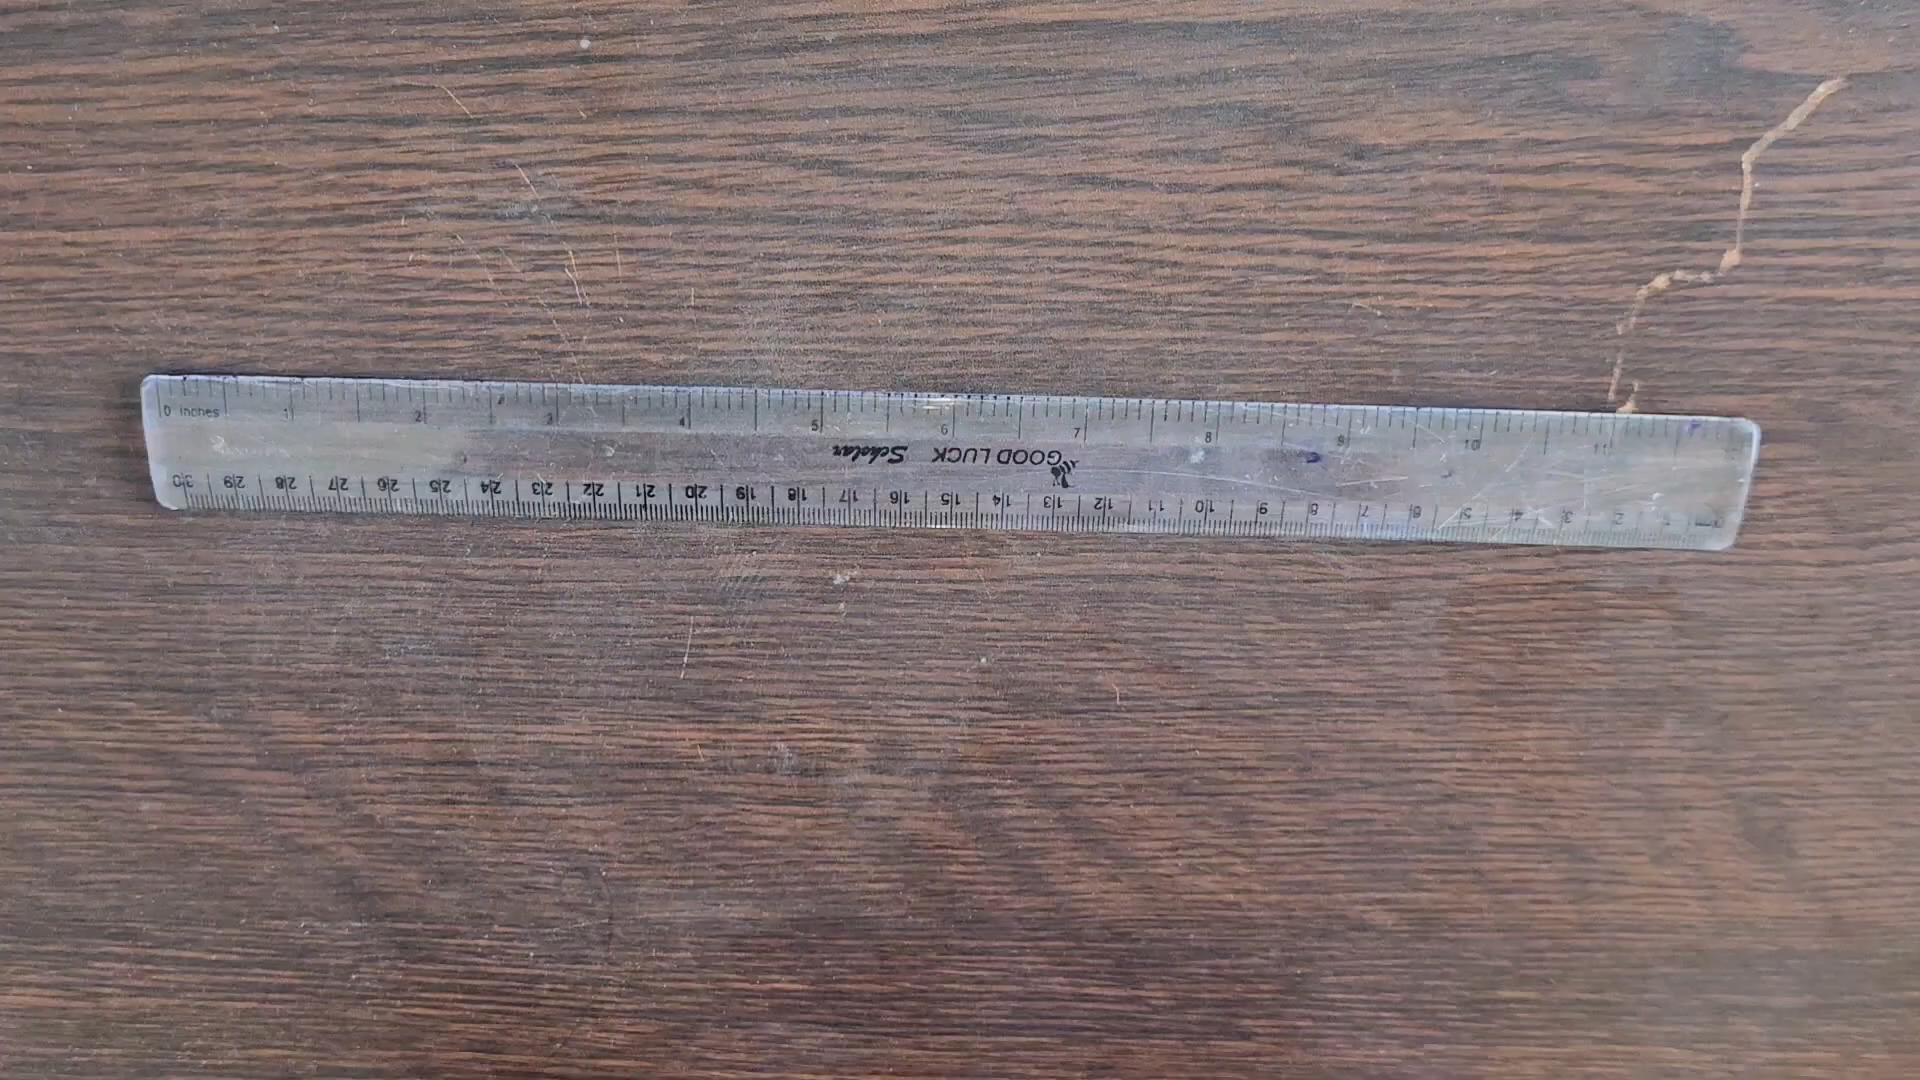 0 inches 1 2 3 4 5 6 7 8 9 10 11
GOOD LUCK Scholar
mm 1 2 3 4 5 6 7 8 9 10 11 12 13 14 15 16 17 18 19 20 21 22 23 24 25 26 27 28 29 30